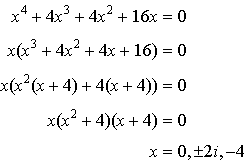 x⁴ + 4x³ + 4x² + 16x = 0
x(x³ + 4x² + 4x + 16) = 0
x(x²(x + 4) + 4(x + 4)) = 0
x(x² + 4)(x + 4) = 0
x = 0, ±2i, −4